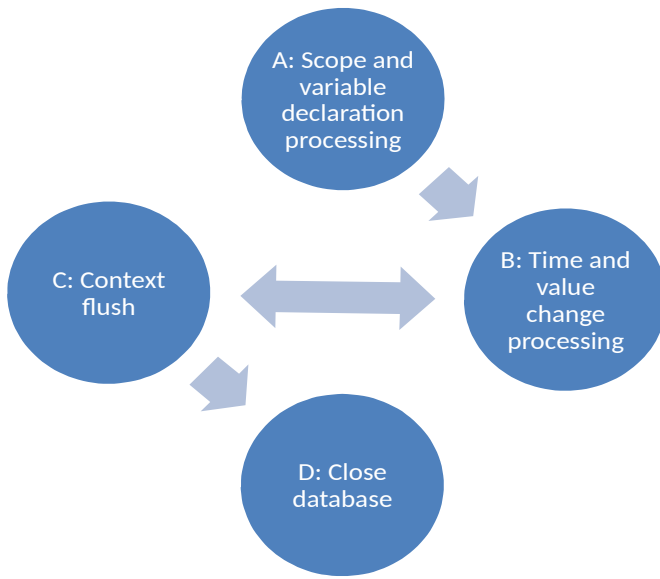 A: Scope and
variable
declaration
processing
B: Time and
value
change
processing
C: Context
flush
D: Close
database